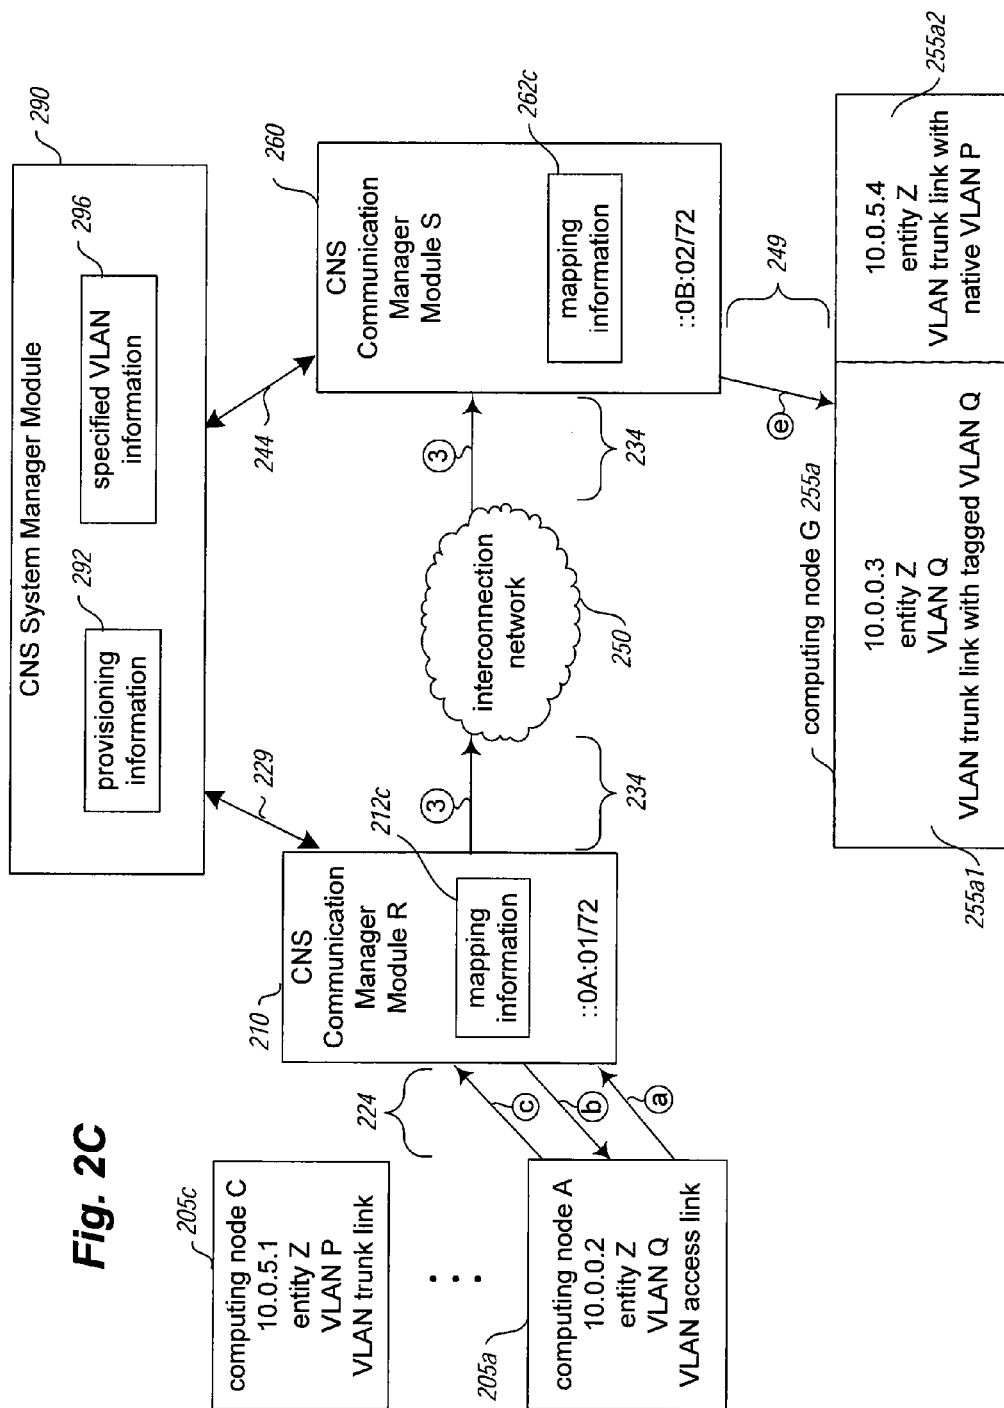 Fig. 2C
290
CNS System Manager Module
292
provisioning
information
296
specified VLAN
information
229
244
210
CNS
Communication
Manager
Module R
212c
mapping
information
::0A:01/72
3
234
interconnection
network
250
3
234
260
CNS
Communication
Manager
Module S
262c
mapping
information
::0B:02/72
205c
computing node C
10.0.5.1
entity Z
VLAN P
VLAN trunk link
224
c
b
a
205a
computing node A
10.0.0.2
entity Z
VLAN Q
VLAN access link
e
249
computing node G 255a
10.0.0.3
entity Z
VLAN Q
VLAN trunk link with tagged VLAN Q
255a1
10.0.5.4
entity Z
VLAN trunk link with
native VLAN P
255a2